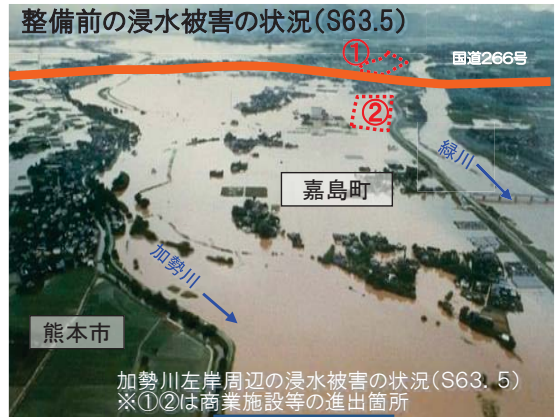 整備前の浸水被害の状況(S63.5)
①
国道266号
②
緑川
嘉島町
加勢川
熊本市
加勢川左岸周辺の浸水被害の状況(S63. 5)
※①②は商業施設等の進出箇所